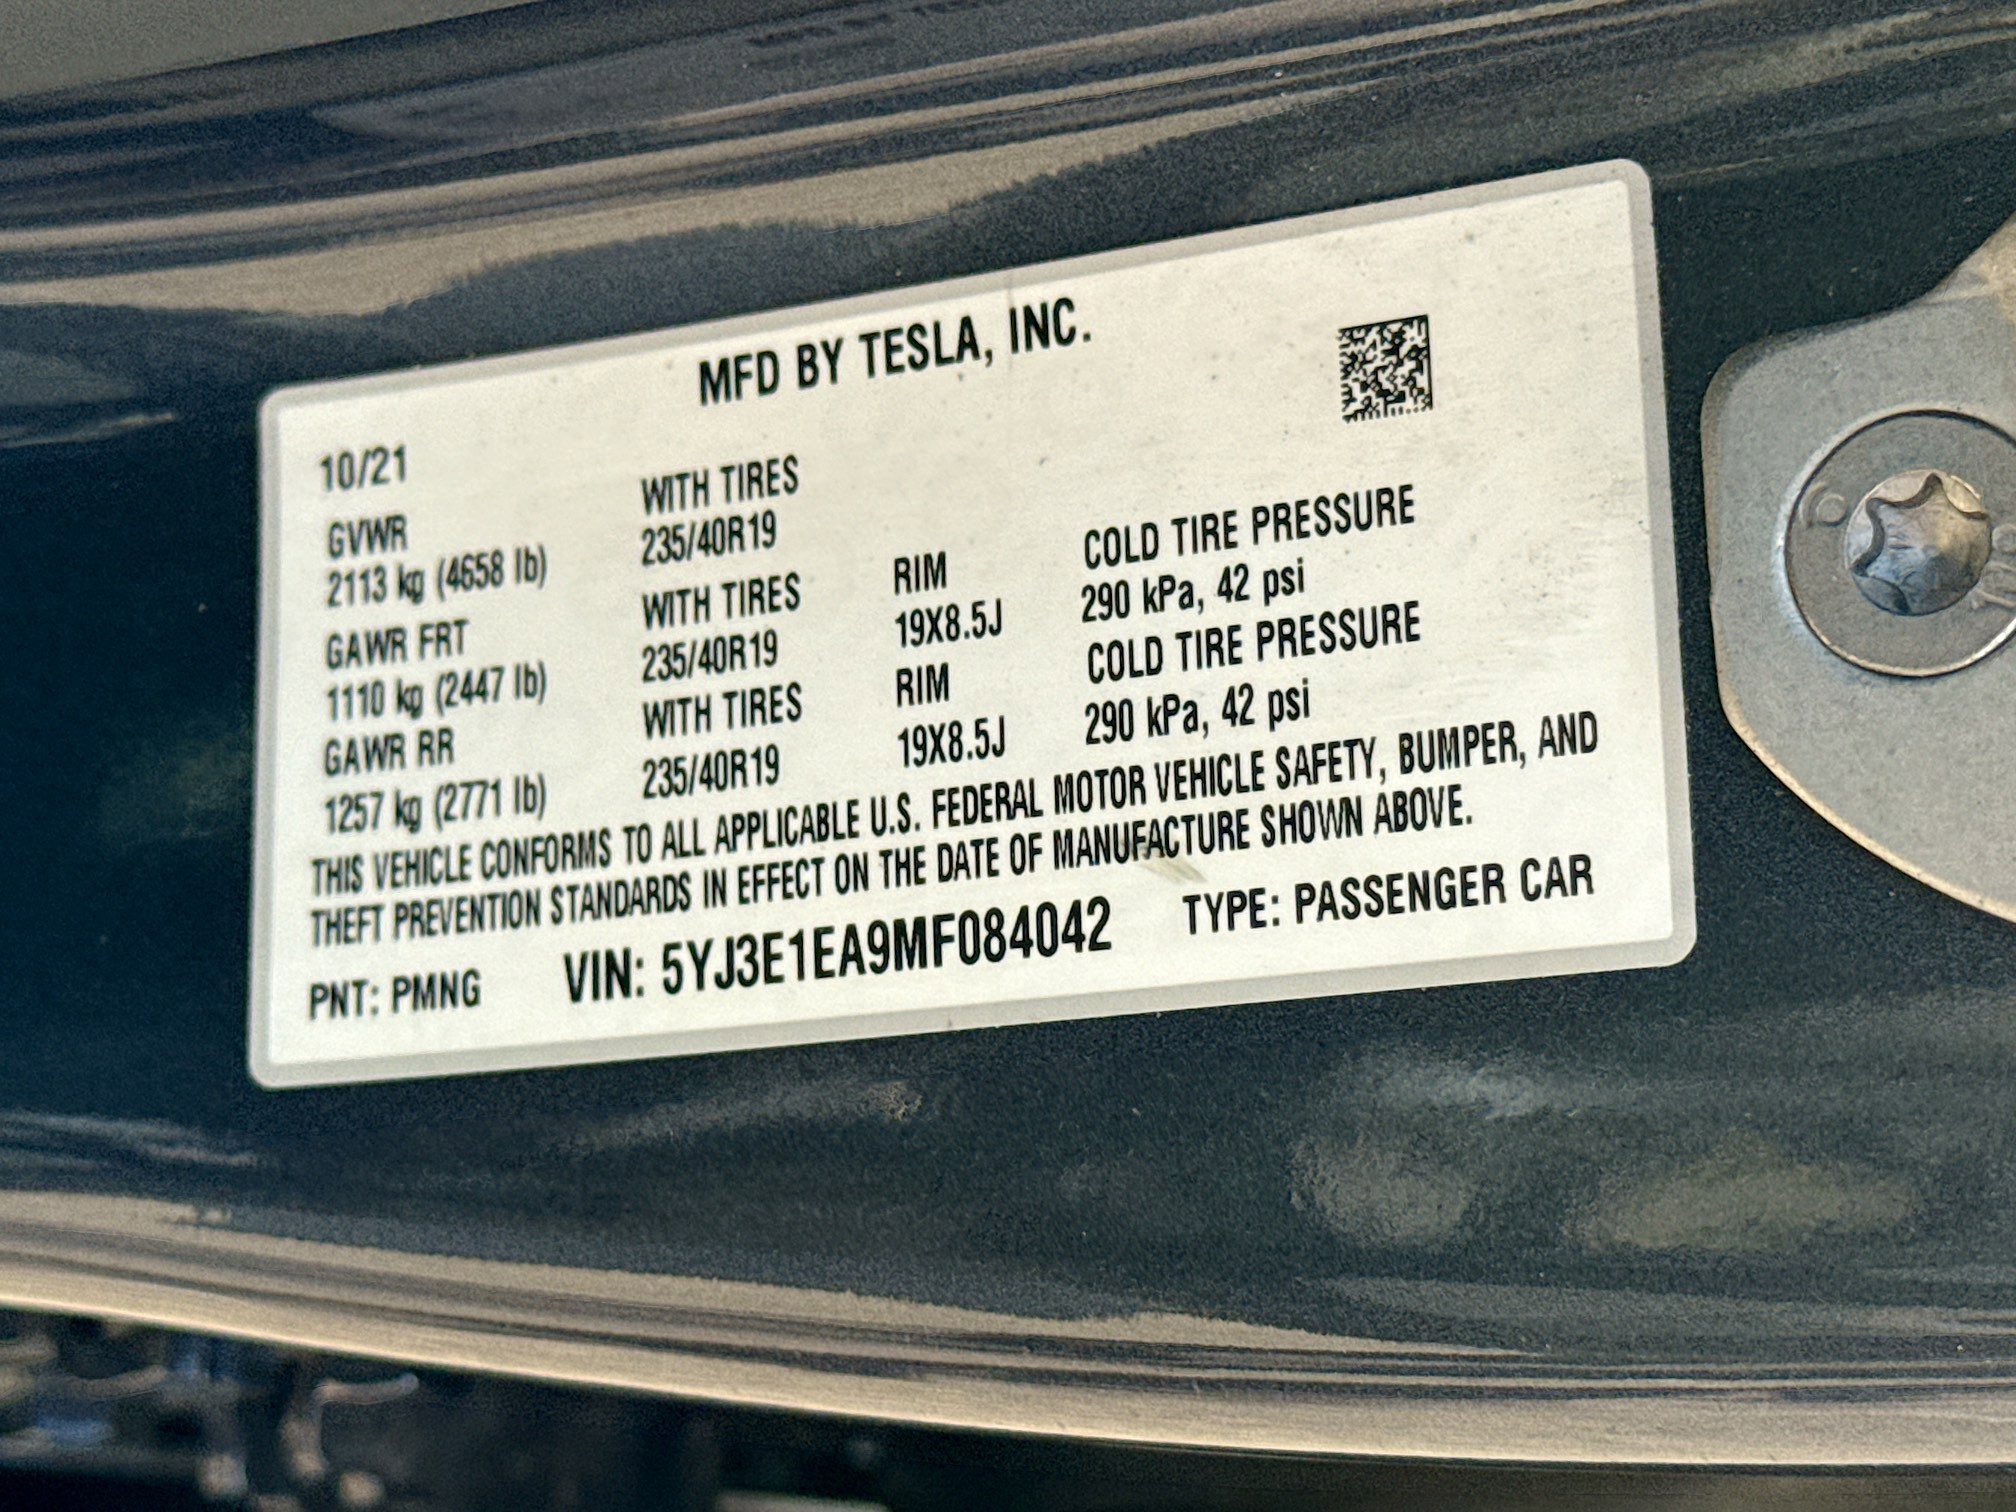 MFD BY TESLA, INC.
10/21
GVWR WITH TIRES
2113 kg (4658 lb) 235/40R19
GAWR FRT WITH TIRES RIM COLD TIRE PRESSURE
1110 kg (2447 lb) 235/40R19 19X8.5J 290 kPa, 42 psi
GAWR RR WITH TIRES RIM COLD TIRE PRESSURE
1257 kg (2771 lb) 235/40R19 19X8.5J 290 kPa, 42 psi
THIS VEHICLE CONFORMS TO ALL APPLICABLE U.S. FEDERAL MOTOR VEHICLE SAFETY, BUMPER, AND
THEFT PREVENTION STANDARDS IN EFFECT ON THE DATE OF MANUFACTURE SHOWN ABOVE.
PNT: PMNG VIN: 5YJ3E1EA9MF084042 TYPE: PASSENGER CAR